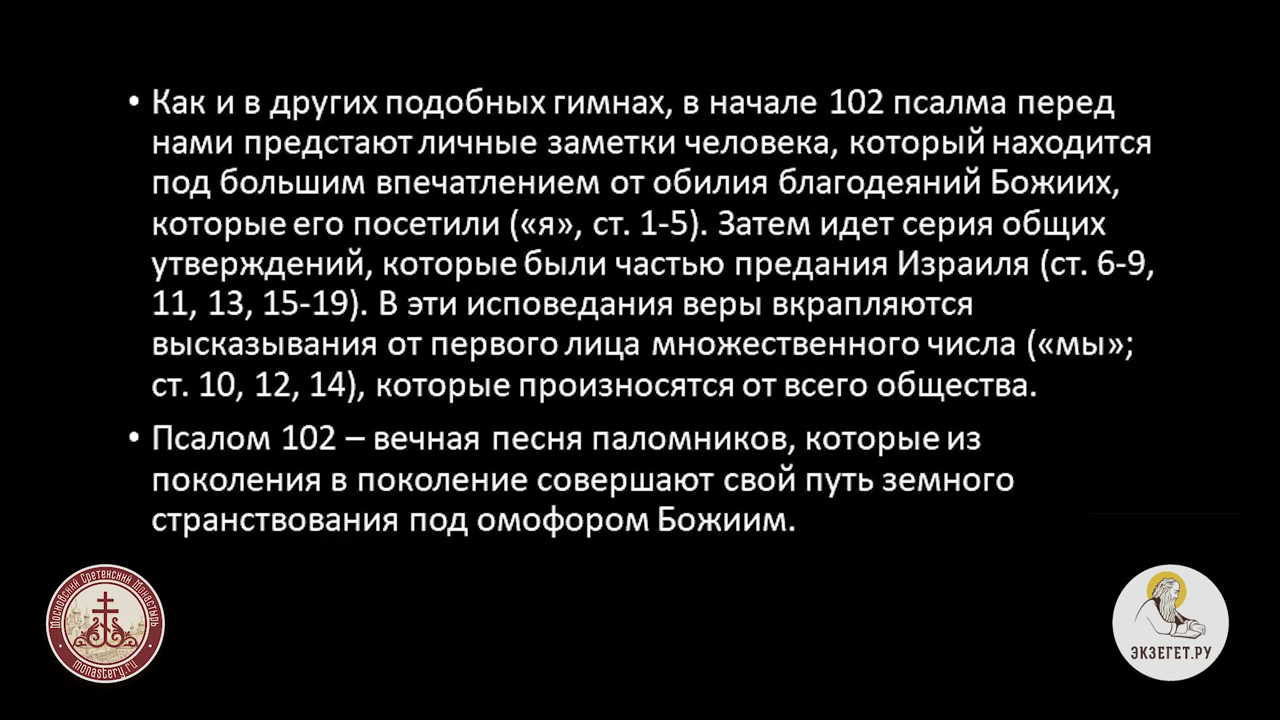 • Как и в других подобных гимнах, в начале 102 псалма перед
нами предстают личные заметки человека, который находится
под большим впечатлением от обилия благодеяний Божиих,
которые его посетили («я», ст. 1-5). Затем идет серия общих
утверждений, которые были частью предания Израиля (ст. 6-9,
11, 13, 15-19). В эти исповедания веры вкрапляются
высказывания от первого лица множественного числа («мы»;
ст. 10, 12, 14), которые произносятся от всего общества.
• Псалом 102 – вечная песня паломников, которые из
поколения в поколение совершают свой путь земного
странствования под омофором Божиим.
Московский Сретенский Монастырь
monastery.ru
ЭКЗЕГЕТ.РУ